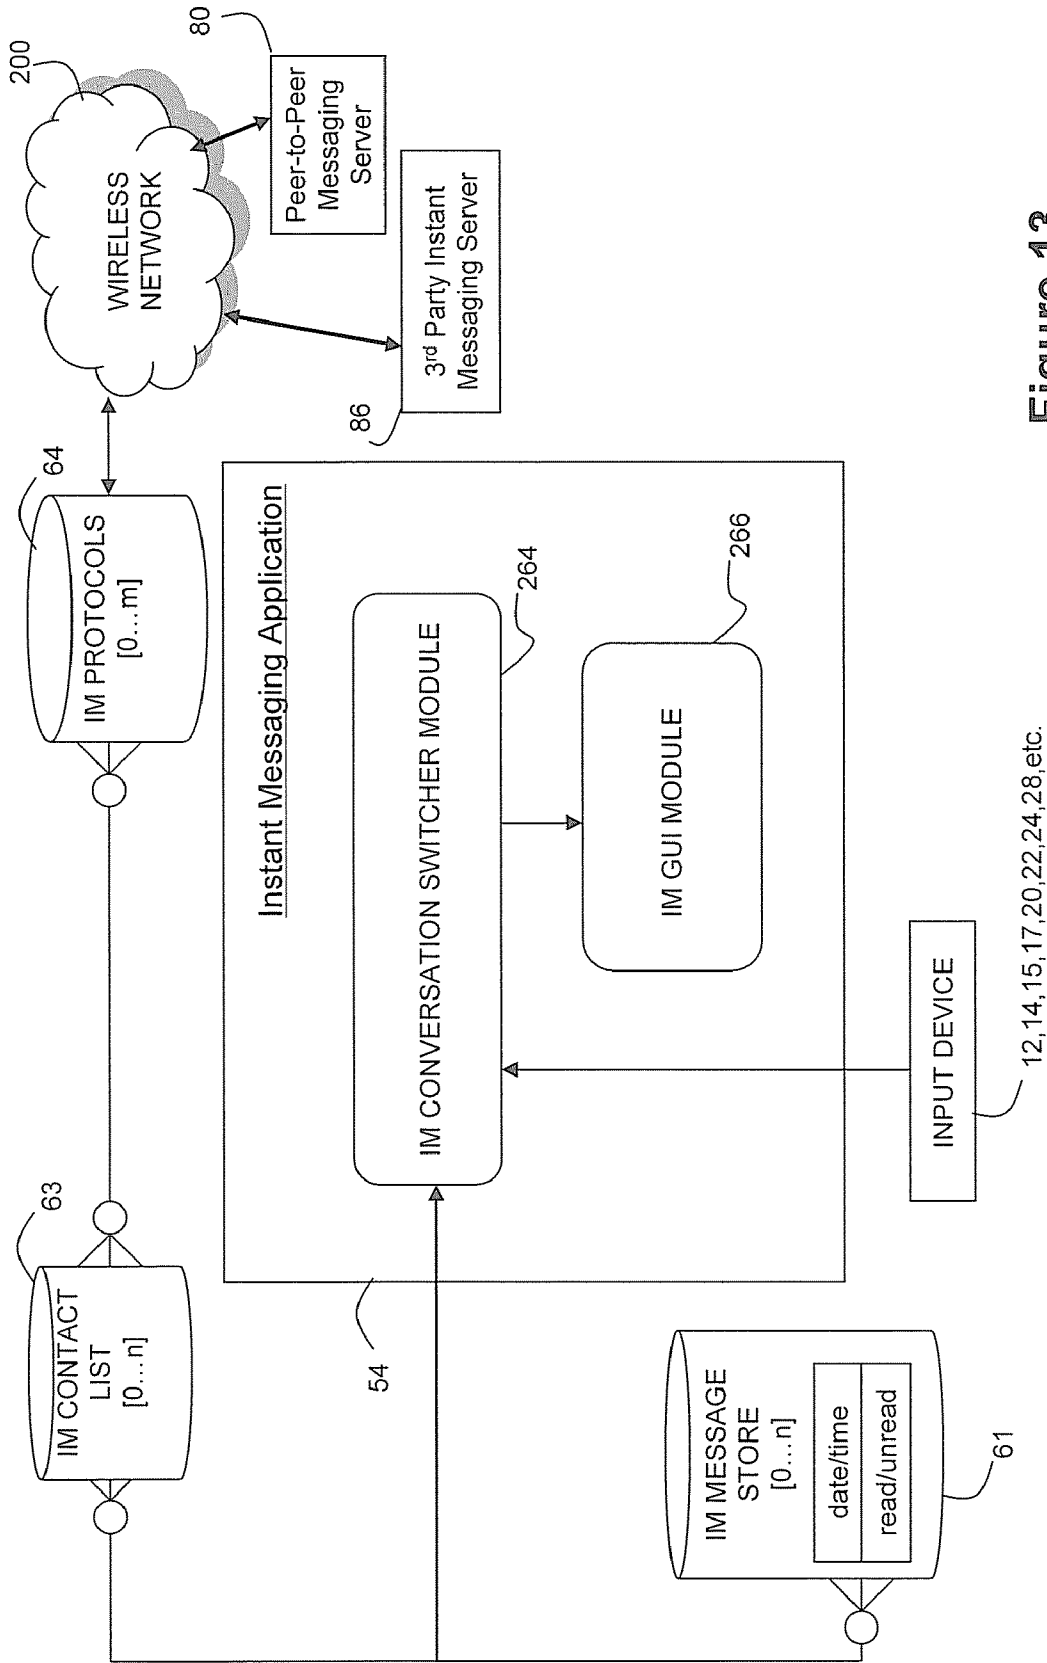 IM CONTACT
LIST
[0…n]
63
IM PROTOCOLS
[0…m]
64
WIRELESS
NETWORK
200
Peer-to-Peer
Messaging
Server
80
3rd Party Instant
Messaging Server
86
Instant Messaging Application
54
IM CONVERSATION SWITCHER MODULE
264
IM GUI MODULE
266
IM MESSAGE
STORE
[0…n]
date/time
read/unread
61
INPUT DEVICE
12,14,15,17,20,22,24,28,etc.